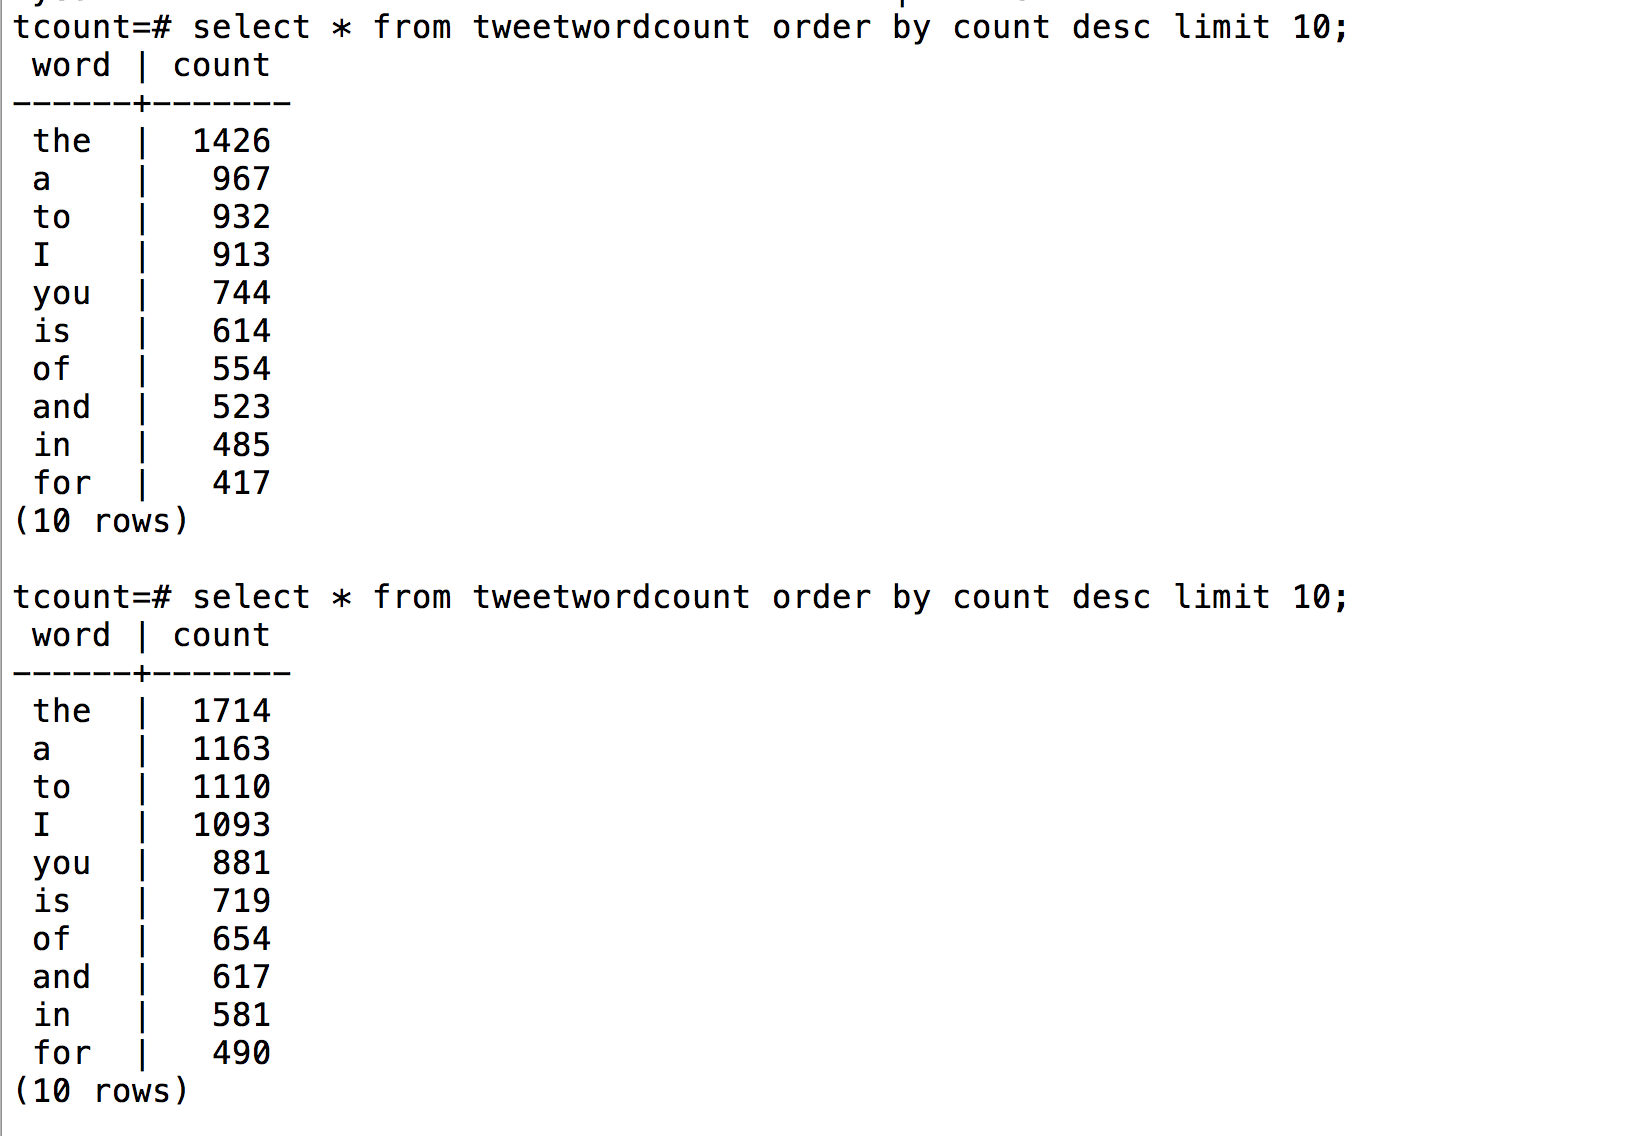 tcount=# select * from tweetwordcount order by count desc limit 10;
 word | count
------+-------
 the  |  1426
 a    |   967
 to   |   932
 I    |   913
 you  |   744
 is   |   614
 of   |   554
 and  |   523
 in   |   485
 for  |   417
(10 rows)

tcount=# select * from tweetwordcount order by count desc limit 10;
 word | count
------+-------
 the  |  1714
 a    |  1163
 to   |  1110
 I    |  1093
 you  |   881
 is   |   719
 of   |   654
 and  |   617
 in   |   581
 for  |   490
(10 rows)